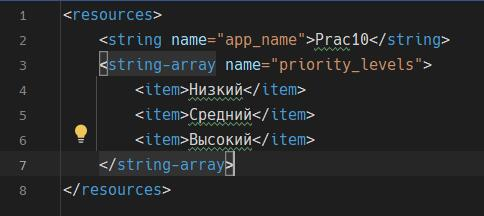 1 <resources>
2 <string name="app_name">Prac10</string>
3 <string-array name="priority_levels">
4 <item>Низкий</item>
5 <item>Средний</item>
6 <item>Высокий</item>
7 </string-array>
8 </resources>